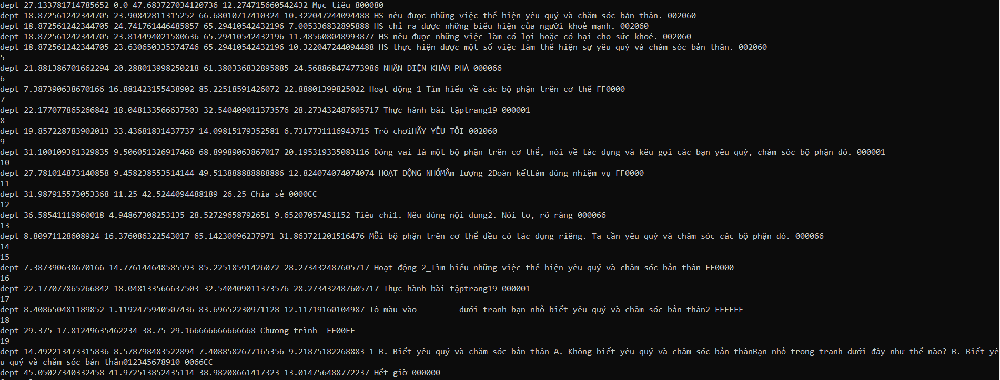 dept 27.133781714785652 0.0 47.683727034120736 12.274715660542432 Mục tiêu 800080
dept 18.872561242344705 23.90842811315252 66.68010717410324 10.322047244094488 HS nêu được những việc thể hiện yêu quý và chăm sóc bản thân. 002060
dept 18.872561242344705 24.741761446485857 65.29410542432196 7.005336832895888 HS chỉ ra được những biểu hiện của người khoẻ mạnh. 002060
dept 18.872561242344705 23.814494021580636 65.29410542432196 11.485608048993877 HS nêu được những việc làm có lợi hoặc có hại cho sức khoẻ. 002060
dept 18.872561242344705 23.630650335374746 65.29410542432196 10.322047244094488 HS thực hiện được một số việc làm thể hiện sự yêu quý và chăm sóc bản thân. 002060
5
dept 21.881386701662294 20.288013998250218 61.380336832895885 24.568868474773986 NHẬN DIỆN KHÁM PHÁ 000066
6
dept 7.387390638670166 16.881423155438902 85.22518591426072 22.88801399825022 Hoạt động 1_Tìm hiểu về các bộ phận trên cơ thể FF0000
7
dept 22.177077865266842 18.048133566637503 32.540409011373576 28.273432487605717 Thực hành bài tậptrang19 000001
8
dept 19.857228783902013 33.43681831437737 14.09815179352581 6.7317731116943715 Trò chơiHÃY YÊU TÔI 002060
9
dept 31.100109361329835 9.506051326917468 68.89989063867017 20.195319335083116 Đóng vai là một bộ phận trên cơ thể, nói về tác dụng và kêu gọi các bạn yêu quý, chăm sóc bộ phận đó. 000001
10
dept 27.781014873140858 9.458238553514144 49.513888888888886 12.824074074074074 HOẠT ĐỘNG NHÓMÂm lượng 2Đoàn kếtLàm đúng nhiệm vụ FF0000
11
dept 31.987915573053368 11.25 42.5244094488189 26.25 Chia sẻ 0000CC
12
dept 36.58541119860018 4.94867308253135 28.52729658792651 9.65207057451152 Tiêu chí1. Nêu đúng nội dung2. Nói to, rõ ràng 000066
13
dept 8.80971128608924 16.376086322543017 65.14230096237971 31.863721201516476 Mỗi bộ phận trên cơ thể đều có tác dụng riêng. Ta cần yêu quý và chăm sóc các bộ phận đó. 000066
14
15
dept 7.387390638670166 14.776144648585593 85.22518591426072 28.273432487605717 Hoạt động 2_Tìm hiểu những việc thể hiện yêu quý và chăm sóc bản thân FF0000
16
dept 22.177077865266842 18.048133566637503 32.540409011373576 28.273432487605717 Thực hành bài tậptrang19 000001
17
dept 8.408650481189852 1.1192475940507436 83.69652230971128 12.11719160104987 Tô màu vào         dưới tranh bạn nhỏ biết yêu quý và chăm sóc bản thân2 FFFFFF
18
dept 29.375 17.81249635462234 38.75 29.166666666666668 Chương trình  FF00FF
19
dept 14.492213473315836 8.578798483522894 7.4088582677165356 9.21875182268883 1 B. Biết yêu quý và chăm sóc bản thân A. Không biết yêu quý và chăm sóc bản thânBạn nhỏ trong tranh dưới đây như thế nào? B. Biết yê
u quý và chăm sóc bản thân012345678910 0066CC
dept 45.05027340332458 41.972513852435114 38.98208661417323 13.014756488772237 Hết giờ 000000